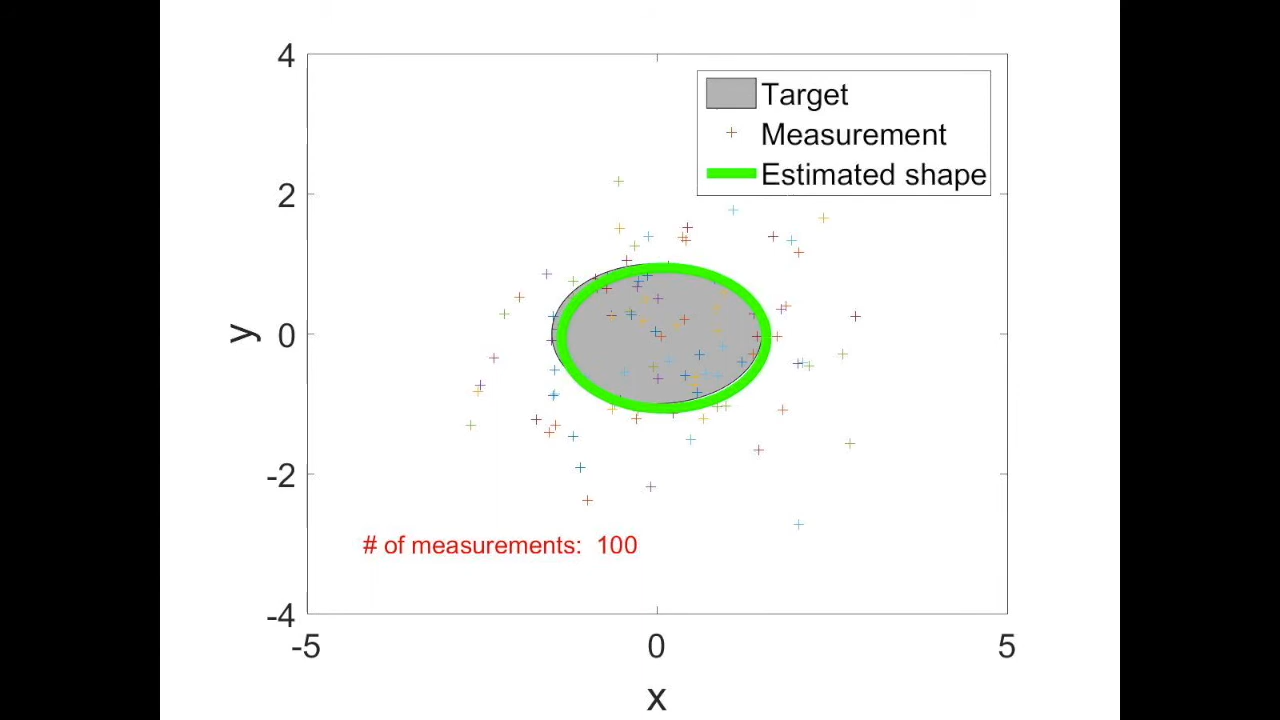 4
Target
Measurement
Estimated shape
2
0
y
-2
# of measurements: 100
-4
-5
0
5
x